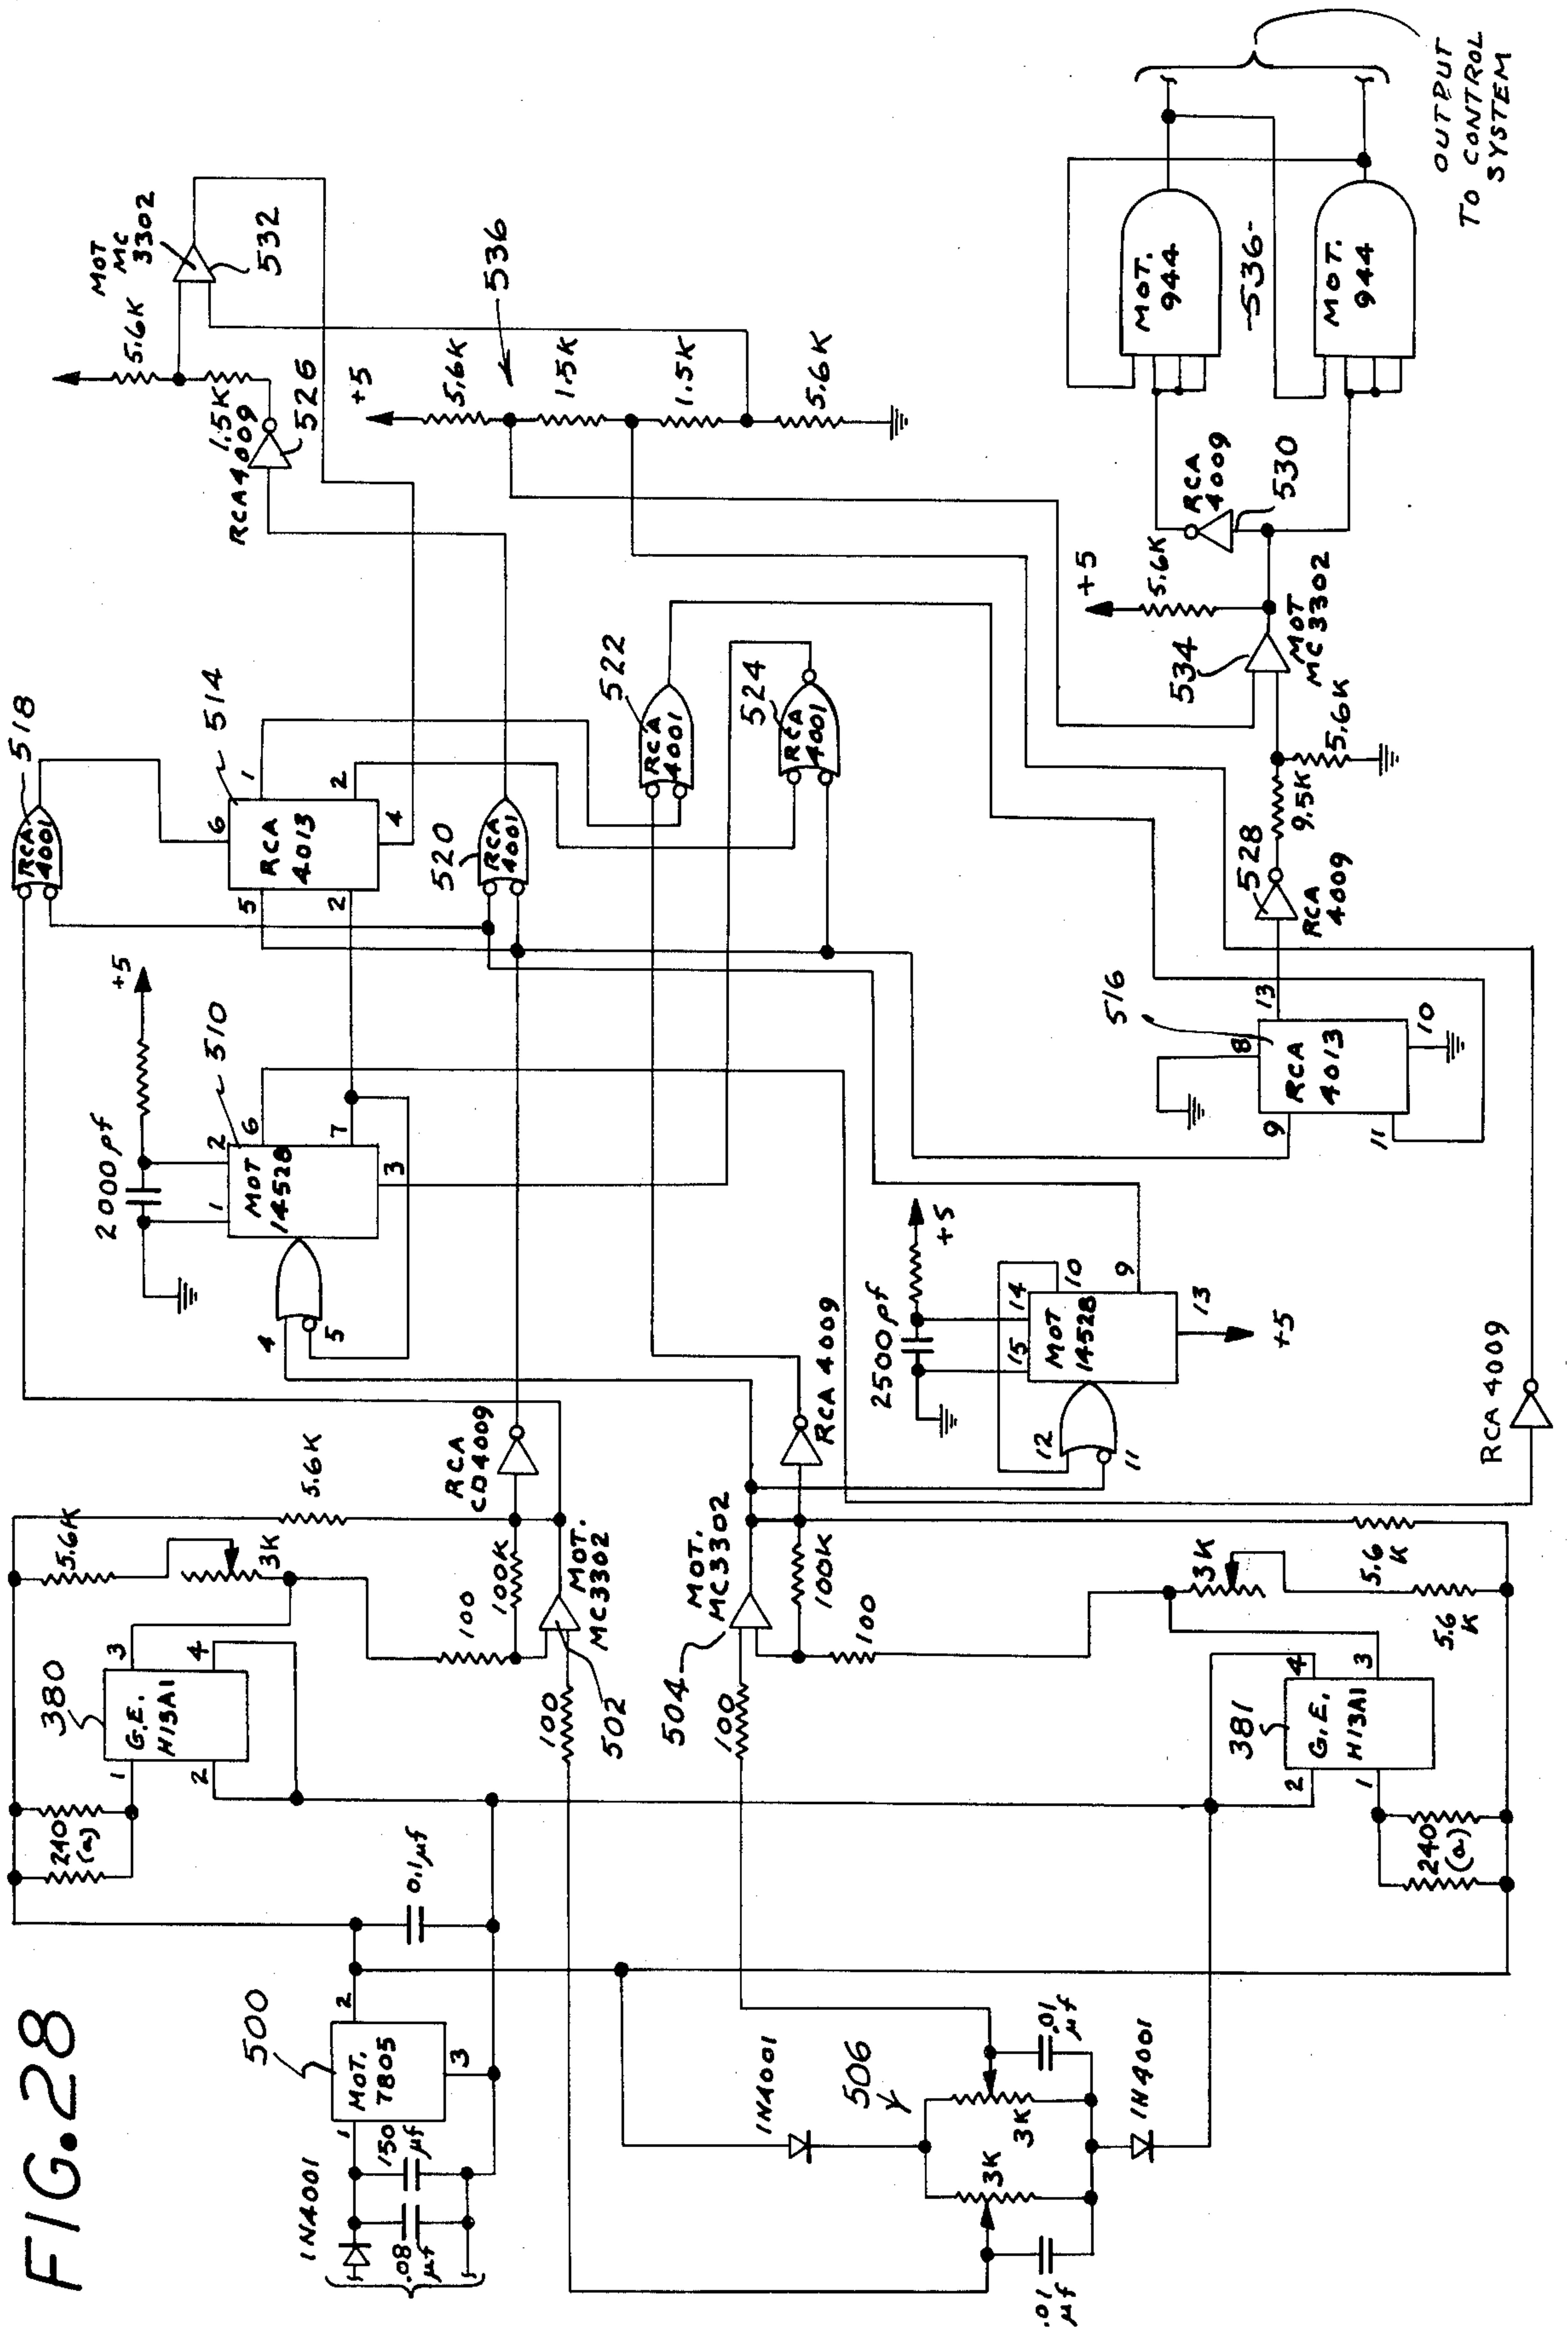 FIG.28
500
MOT.
7805
1
2
3
1N4001
150
µf
.08
µf
0.1µf
240
(a)
380
G.E.
H13A1
1
2
3
4
5.6K
3K
5.6K
100
100K
RCA
CD4009
MOT.
MC3302
502
100
504
MOT.
MC3302
100
100K
100
RCA 4009
1N4001
506
3K
3K
.01
µf
.01
µf
1N4001
381
G.E.
H13A1
2
1
4
3
240
(a)
3K
5.6
K
5.6
K
RCA 4009
2000pf
+5
510
MOT
14528
1
2
6
7
3
4
5
2500pf
+5
MOT
14528
15
14
10
9
13
+5
12
11
518
RCA
4001
514
RCA
4013
6
1
2
4
5
2
520
RCA
4001
522
RCA
4001
524
RCA
4001
516
RCA
4013
8
13
9
11
10
528
RCA
4009
9.5K
5.6K
534
MOT
MC3302
+5
5.6K
RCA
4009
530
RCA4009
526
1.5K
5.6K
MOT
MC
3302
532
+5
5.6K
1.5K
1.5K
5.6K
536
MOT.
944
-536-
MOT.
944
OUTPUT
TO CONTROL
SYSTEM